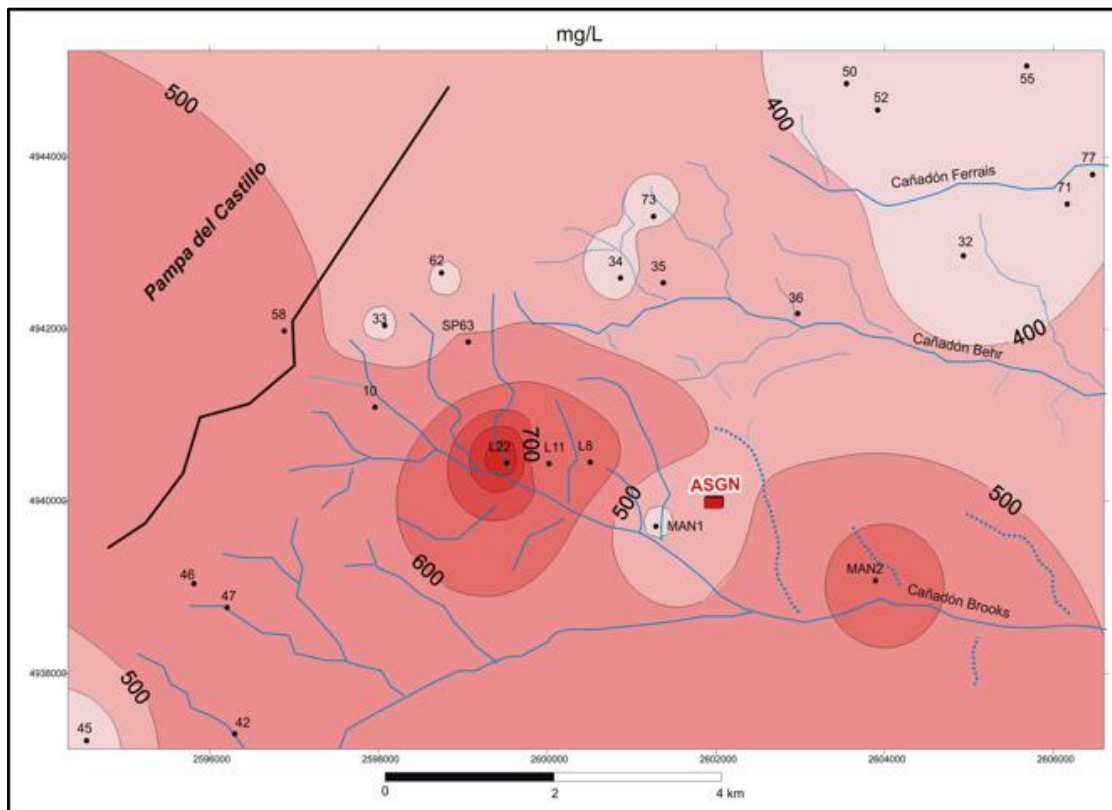 mg/L
500
50
52
55
400
4944000
77
Cañadón Ferrais
71
73
Pampa del Castillo
32
62
34
35
36
58
33
SP63
4942000
400
Cañadón Behr
10
L22
700
L11
L8
ASGN
4940000
500
MAN1
500
600
MAN2
46
47
Cañadón Brooks
4938000
500
45
42
2596000
2598000
2600000
2602000
2604000
2606000
0
2
4 km